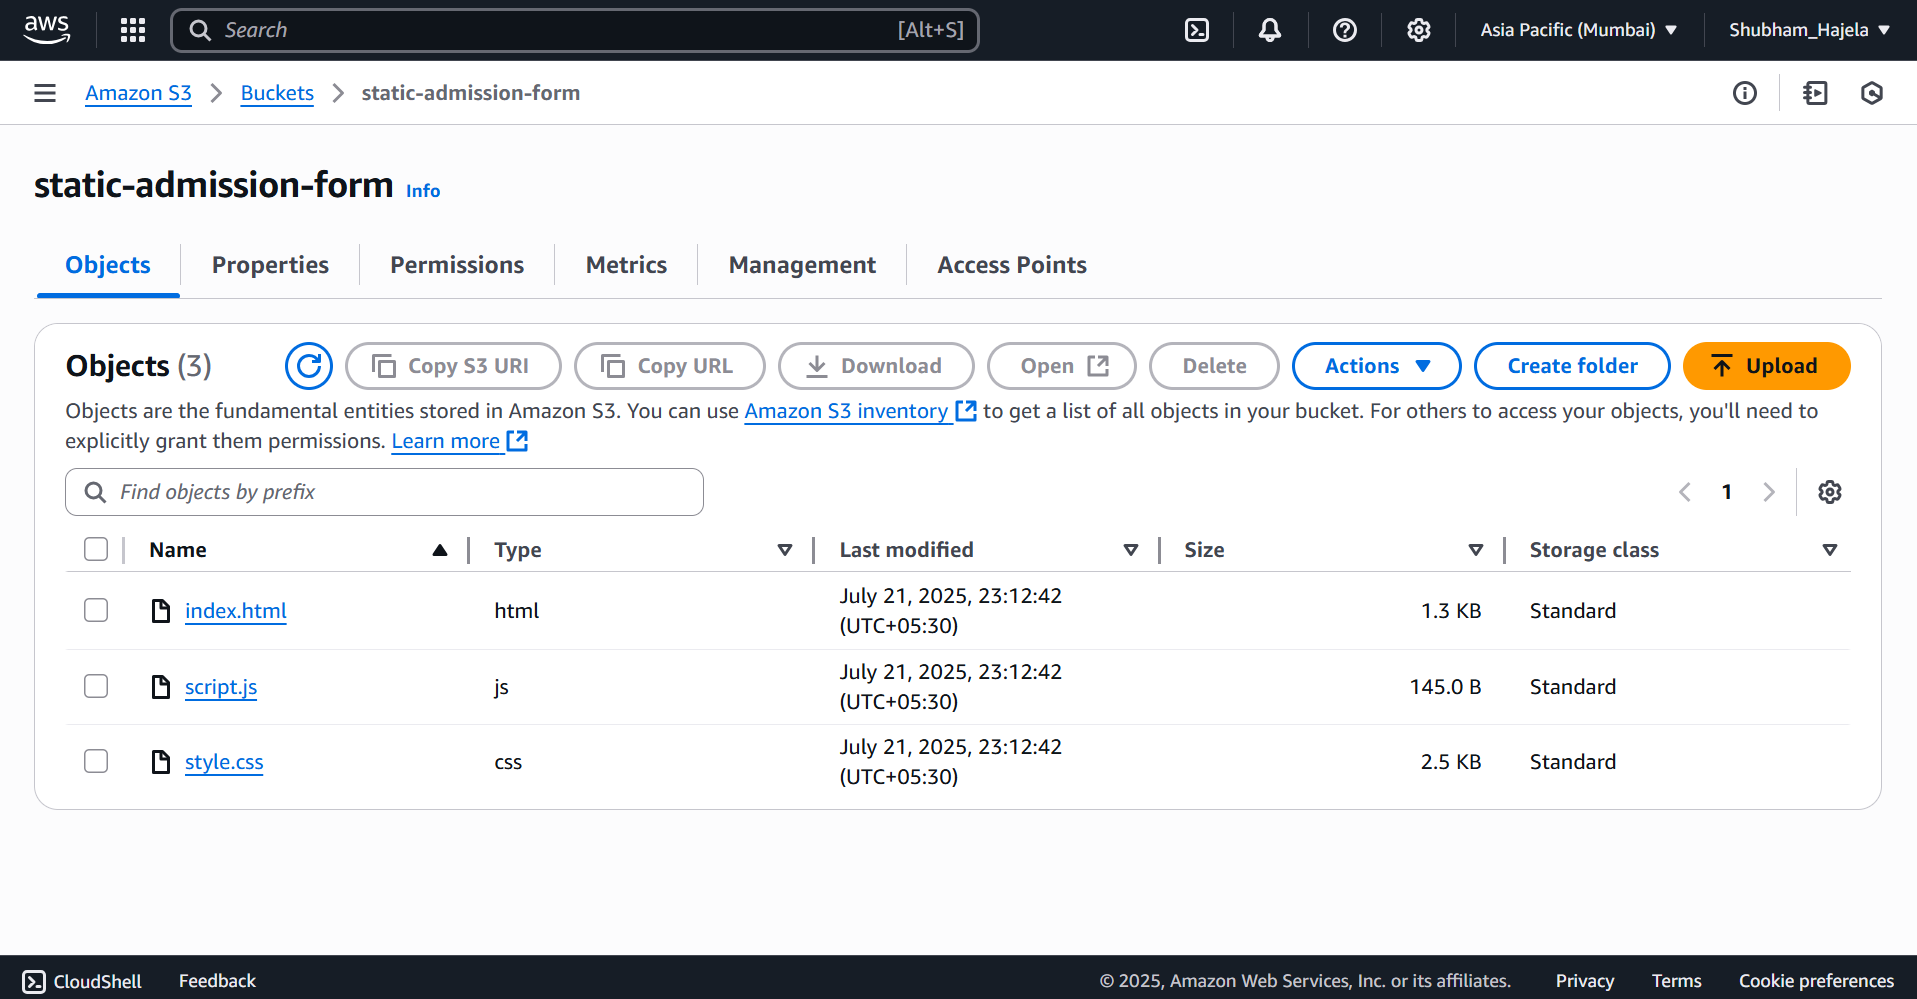 aws
Search [Alt+S]
Asia Pacific (Mumbai)
Shubham_Hajela
Amazon S3 > Buckets > static-admission-form
static-admission-form Info
Objects Properties Permissions Metrics Management Access Points
Objects (3) Copy S3 URI Copy URL Download Open Delete Actions Create folder Upload
Objects are the fundamental entities stored in Amazon S3. You can use Amazon S3 inventory to get a list of all objects in your bucket. For others to access your objects, you'll need to
explicitly grant them permissions. Learn more
Find objects by prefix
1
Name Type Last modified Size Storage class
index.html html July 21, 2025, 23:12:42 (UTC+05:30) 1.3 KB Standard
script.js js July 21, 2025, 23:12:42 (UTC+05:30) 145.0 B Standard
style.css css July 21, 2025, 23:12:42 (UTC+05:30) 2.5 KB Standard
CloudShell Feedback © 2025, Amazon Web Services, Inc. or its affiliates. Privacy Terms Cookie preferences